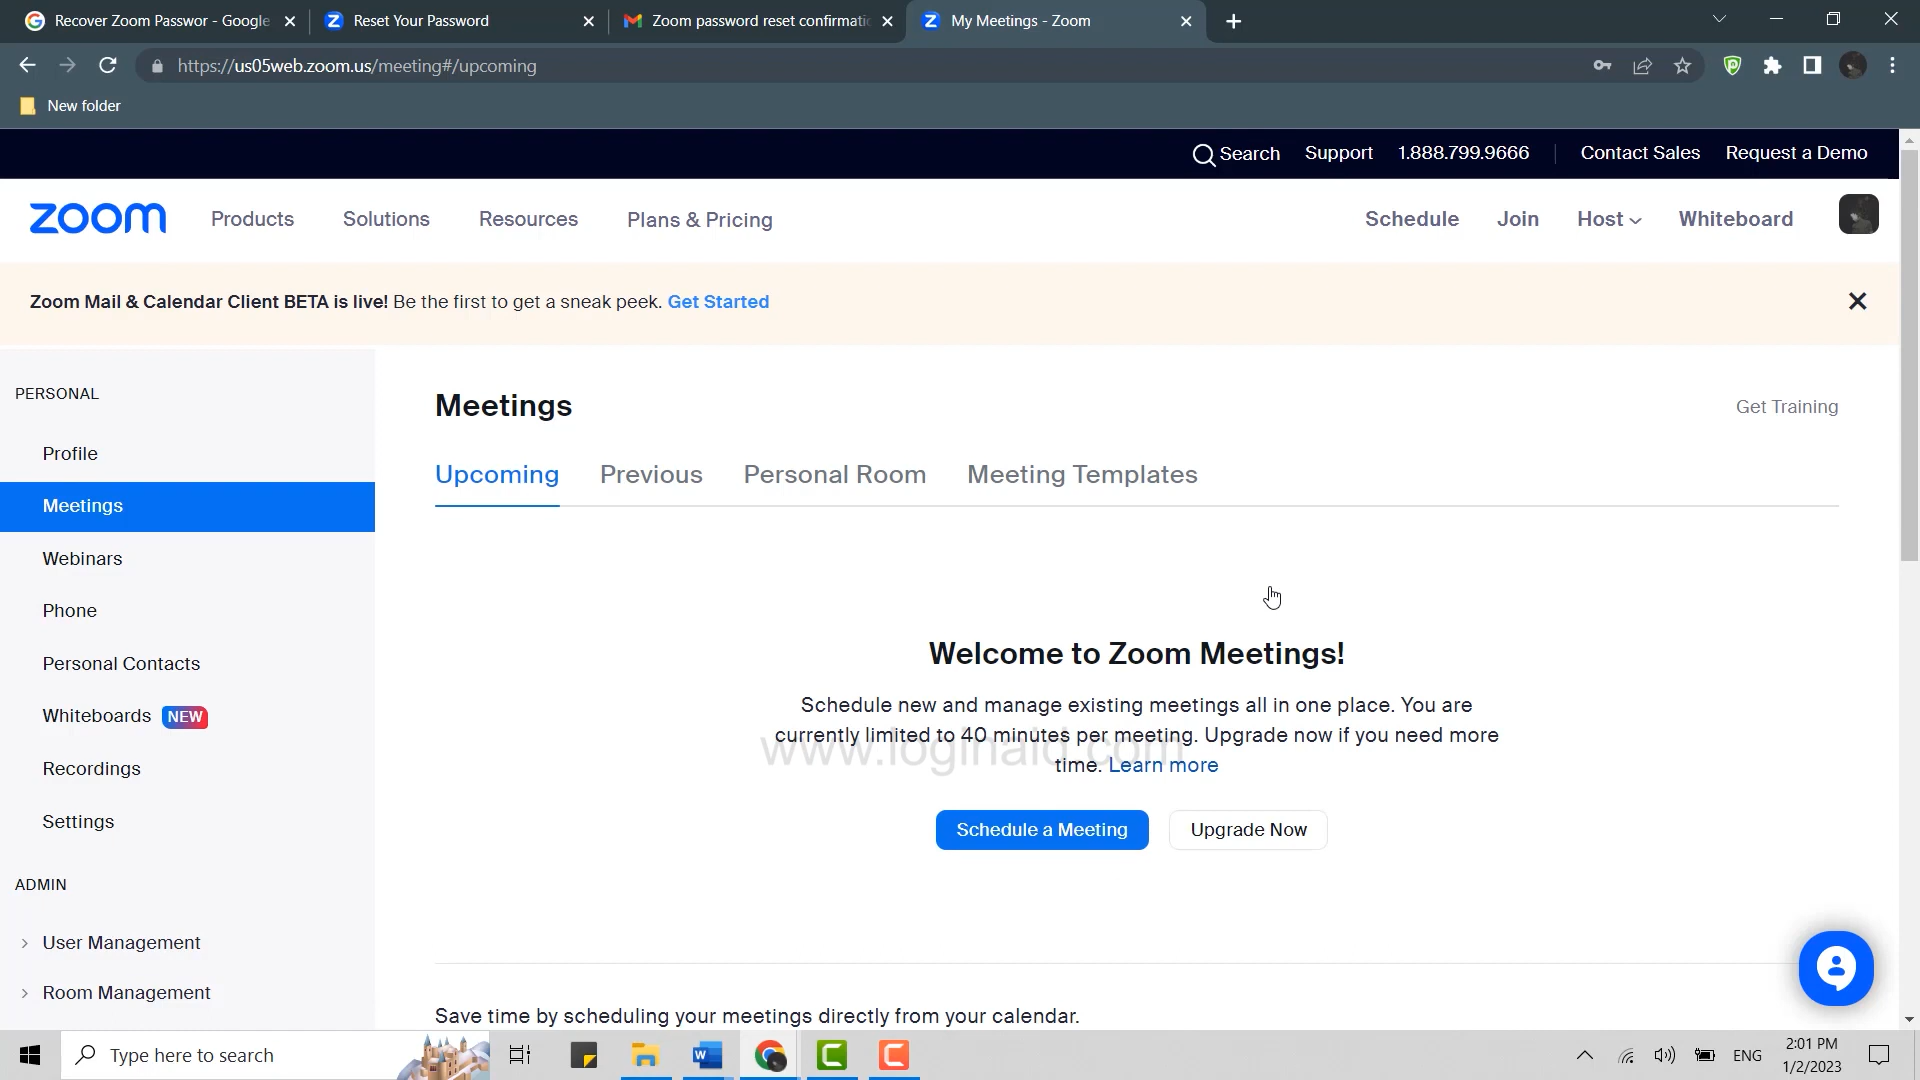 Recover Zoom Passwor - Google
Reset Your Password
Zoom password reset confirmatic
My Meetings - Zoom
https://us05web.zoom.us/meeting#/upcoming
New folder
Search
Support
1.888.799.9666
Contact Sales
Request a Demo
zoom
Products
Solutions
Resources
Plans & Pricing
Schedule
Join
Host
Whiteboard
Zoom Mail & Calendar Client BETA is live! Be the first to get a sneak peek. Get Started
PERSONAL
Profile
Meetings
Webinars
Phone
Personal Contacts
Whiteboards NEW
Recordings
Settings
ADMIN
User Management
Room Management
Meetings
Get Training
Upcoming
Previous
Personal Room
Meeting Templates
Welcome to Zoom Meetings!
Schedule new and manage existing meetings all in one place. You are
currently limited to 40 minutes per meeting. Upgrade now if you need more
time. Learn more
www.loginaid.com
Schedule a Meeting
Upgrade Now
Save time by scheduling your meetings directly from your calendar.
Type here to search
ENG
2:01 PM
1/2/2023